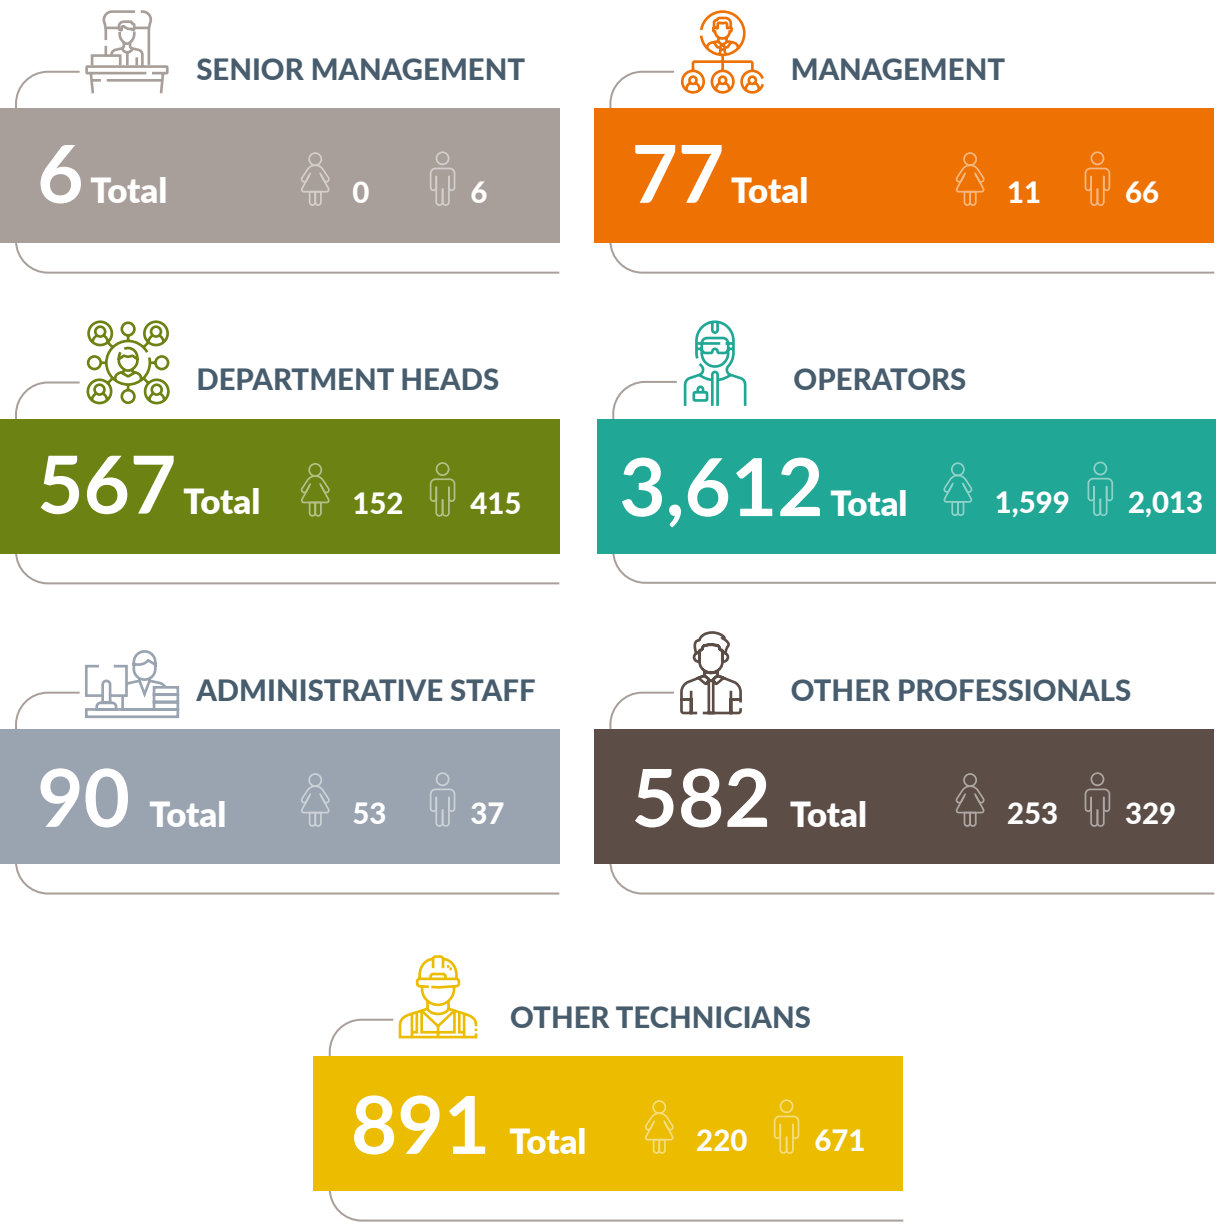 SENIOR MANAGEMENT
6 Total 0 6
MANAGEMENT
77 Total 11 66
DEPARTMENT HEADS
567 Total 152 415
OPERATORS
3,612 Total 1,599 2,013
ADMINISTRATIVE STAFF
90 Total 53 37
OTHER PROFESSIONALS
582 Total 253 329
OTHER TECHNICIANS
891 Total 220 671